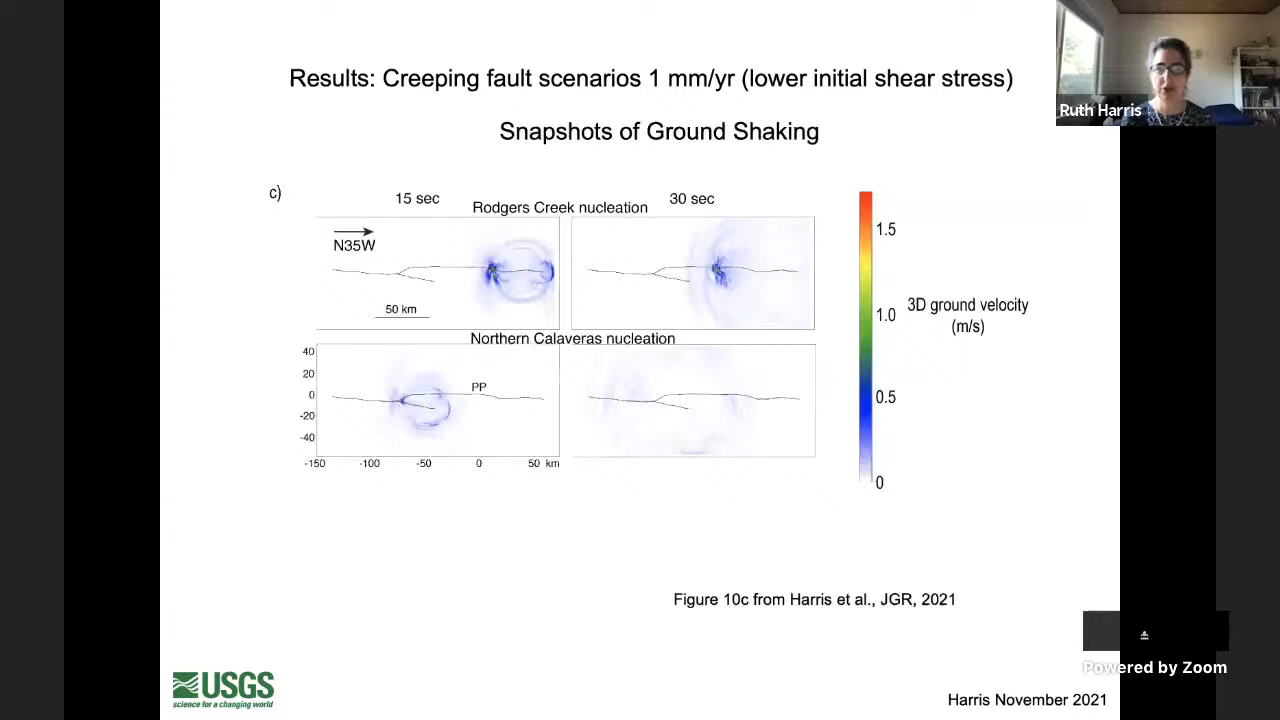 Results: Creeping fault scenarios 1 mm/yr (lower initial shear stress)
Snapshots of Ground Shaking
Ruth Harris
c)
15 sec
30 sec
Rodgers Creek nucleation
N35W
50 km
Northern Calaveras nucleation
PP
40
20
0
-20
-40
-150
-100
-50
0
50 km
1.5
1.0
0.5
0
3D ground velocity
(m/s)
Figure 10c from Harris et al., JGR, 2021
USGS
science for a changing world
Powered by Zoom
Harris November 2021